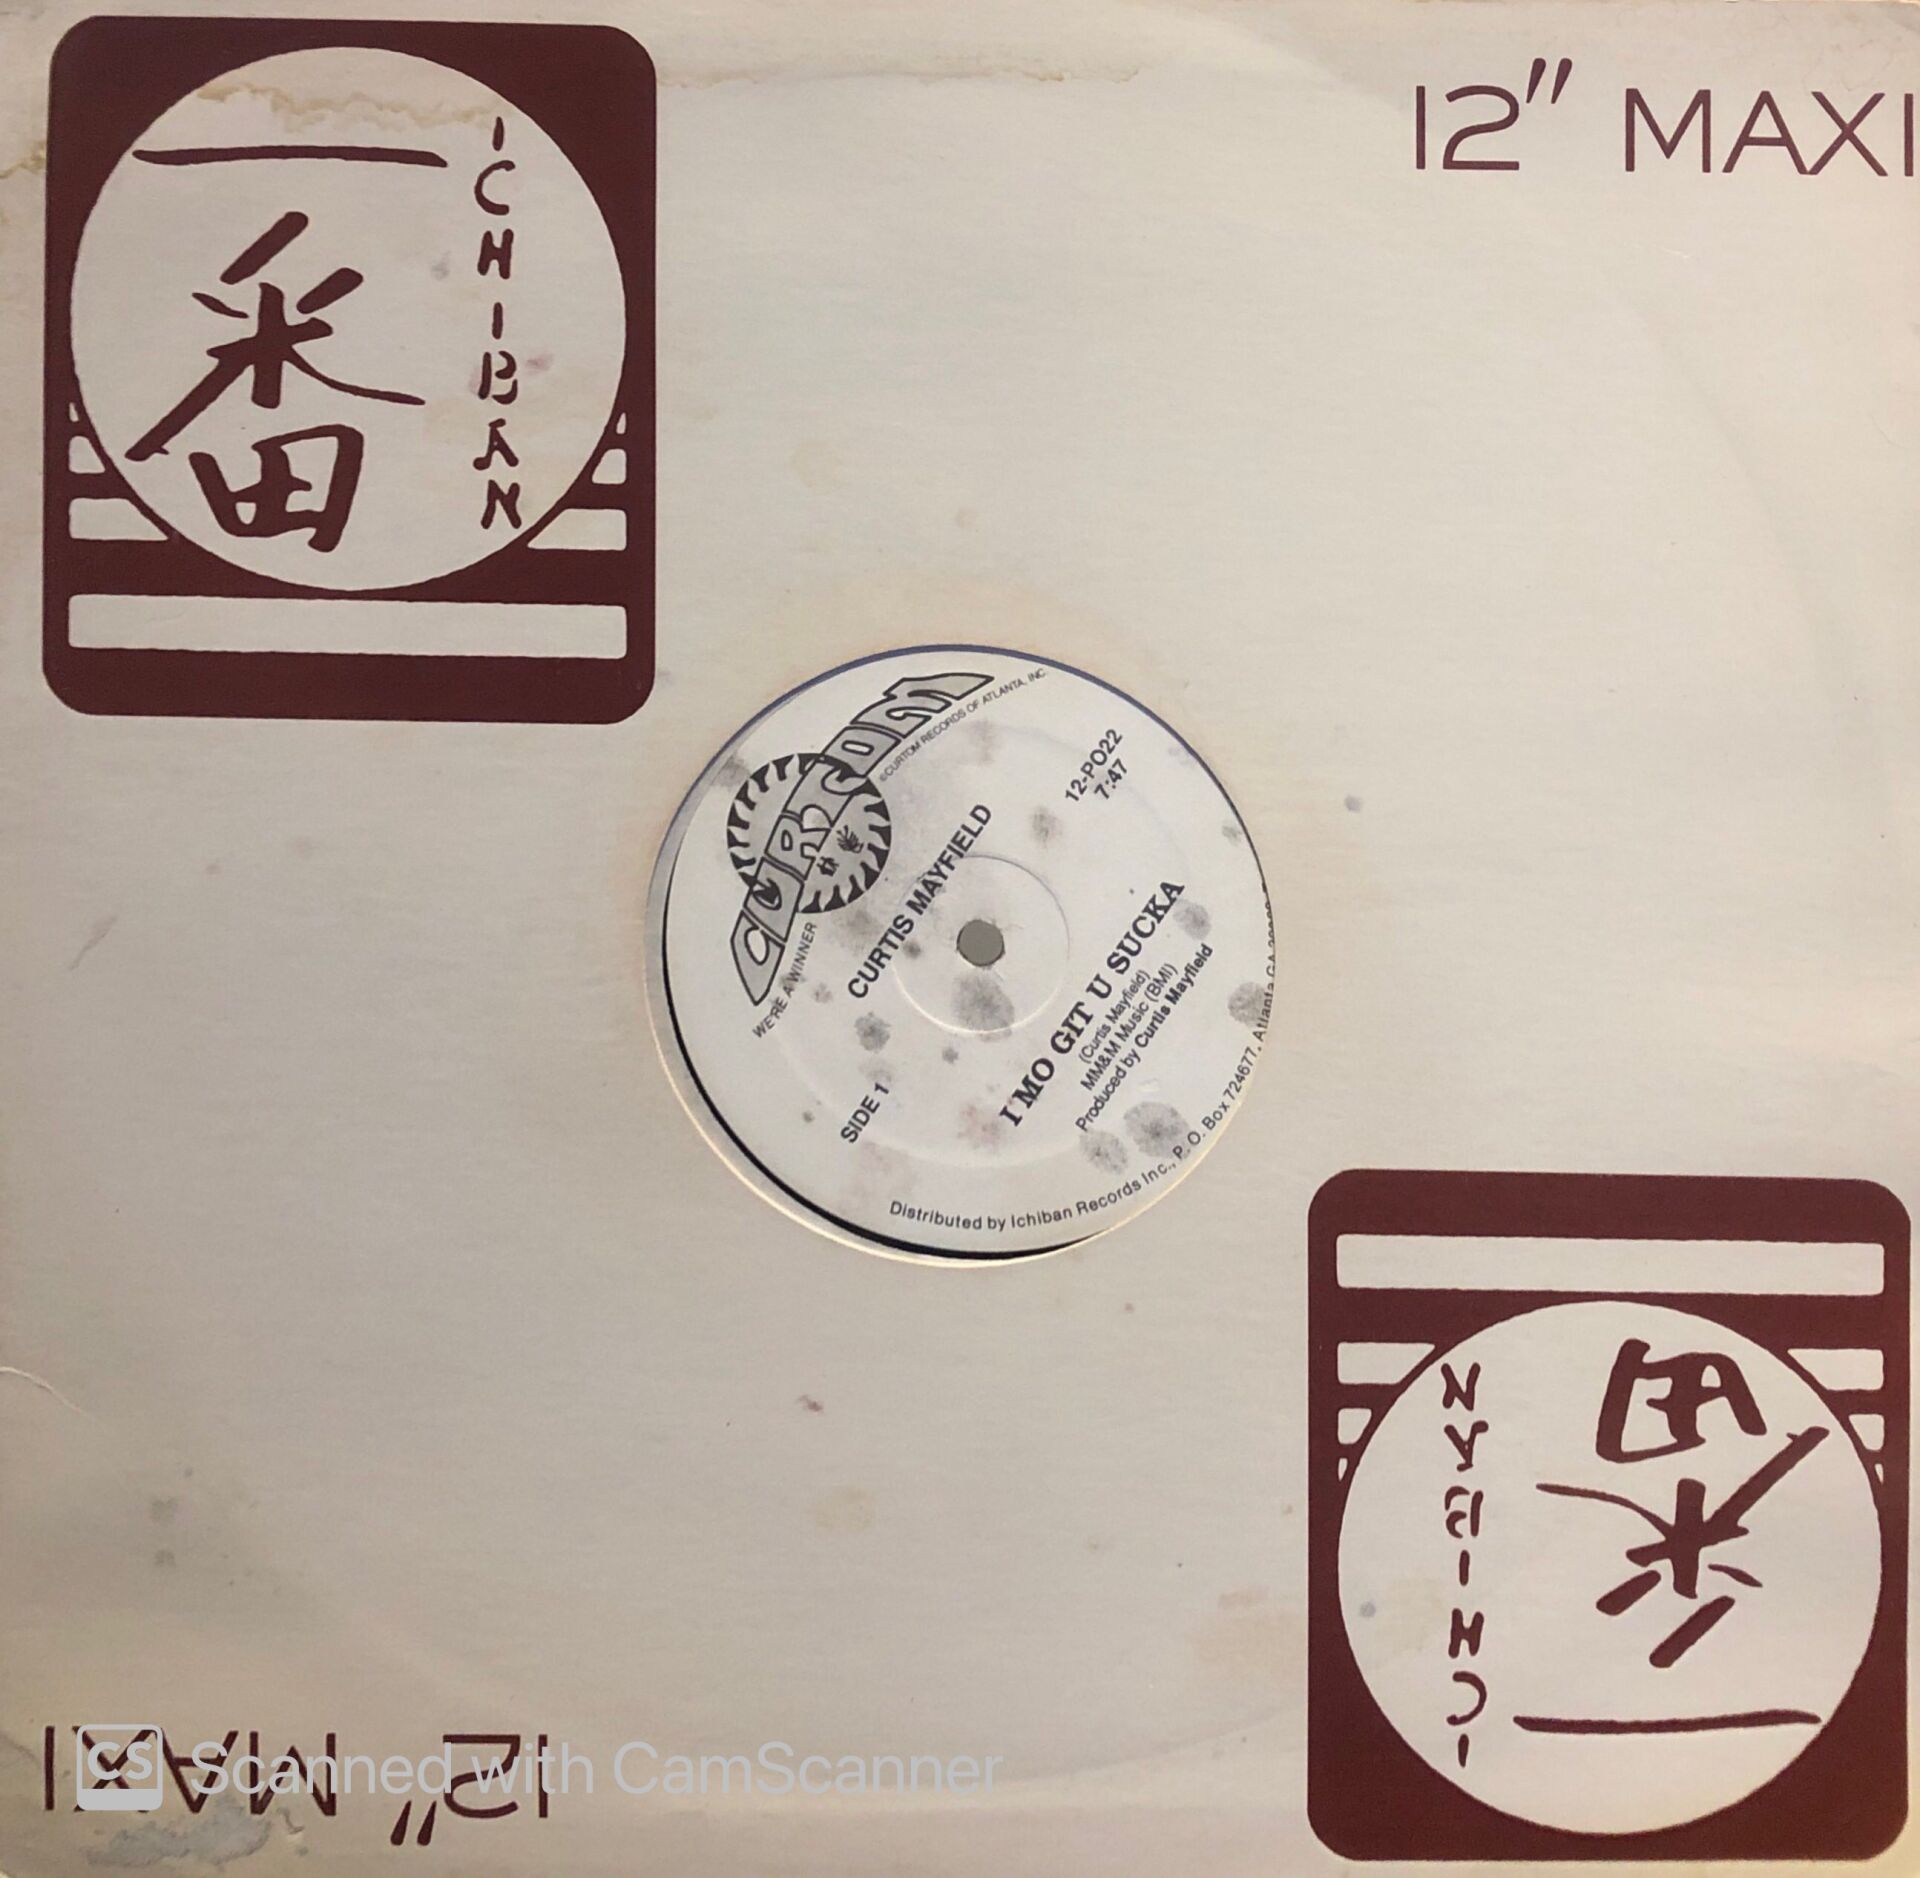 一番
ICHIBAN
12" MAXI
CURTOM
©CURTOM RECORDS OF ATLANTA, INC.
WE'RE A WINNER
CURTIS MAYFIELD
12-PO22
7:47
SIDE 1
I'MO GIT U SUCKA
(Curtis Mayfield)
MM&M Music (BMI)
Produced by Curtis Mayfield
Distributed by Ichiban Records Inc., P. O. Box 724677, Atlanta, GA
一番
ICHIBAN
12" MAXI
CS Scanned with CamScanner